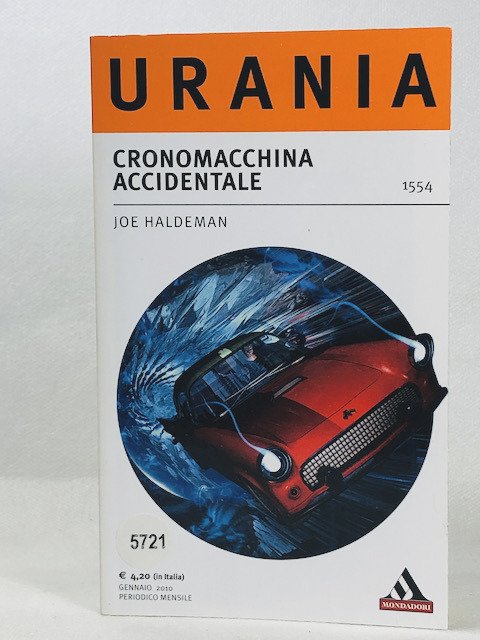 URANIA
CRONOMACCHINA
ACCIDENTALE
1554
JOE HALDEMAN
5721
€ 4,20 (in Italia)
GENNAIO 2010
PERIODICO MENSILE
MONDADORI